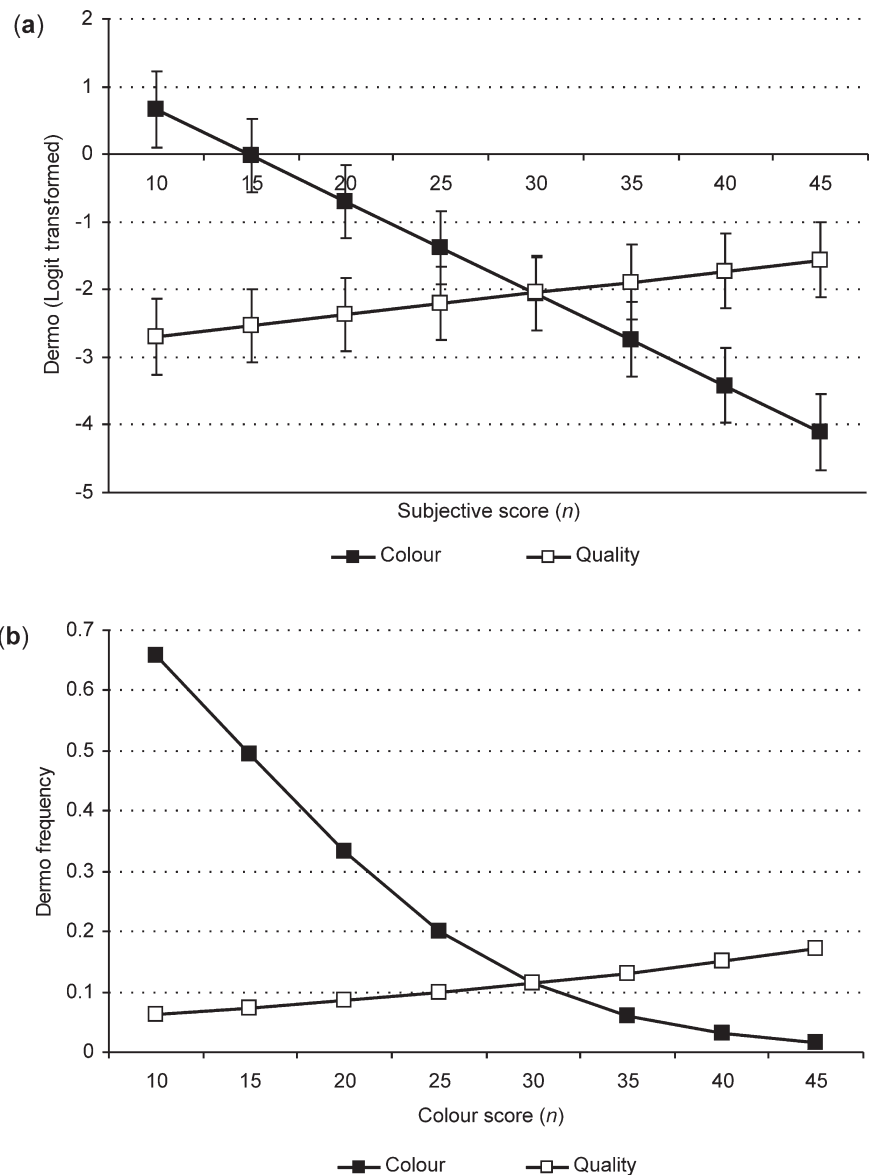 (a)
2
1
0
-1
-2
-3
-4
-5
Dermo (Logit transformed)
10 15 20 25 30 35 40 45
Subjective score (n)
Colour Quality
(b)
0.7
0.6
0.5
0.4
0.3
0.2
0.1
0
Dermo frequency
10 15 20 25 30 35 40 45
Colour score (n)
Colour Quality